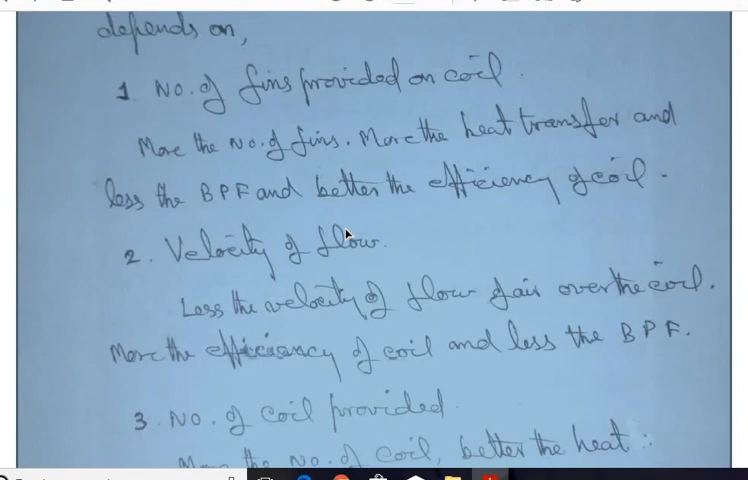 depends on,
1 No. of fins provided on coil.
More the No. of fins. More the heat transfer and
less the BPF and better the efficiency of coil.
2. Velocity of flow.
Less the velocity of flow of air over the coil.
More the efficiency of coil and less the BPF.
3. No. of coil provided.
More the No. of coil, better the heat